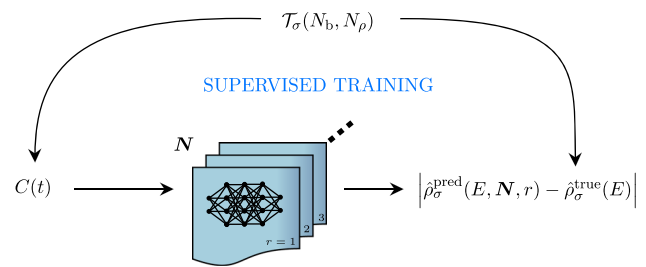 𝒯_σ(N_b, N_ρ)
SUPERVISED TRAINING
𝑵
C(t)
r = 1
2
3
|ρ̂_σ^pred(E, 𝑵, r) − ρ̂_σ^true(E)|